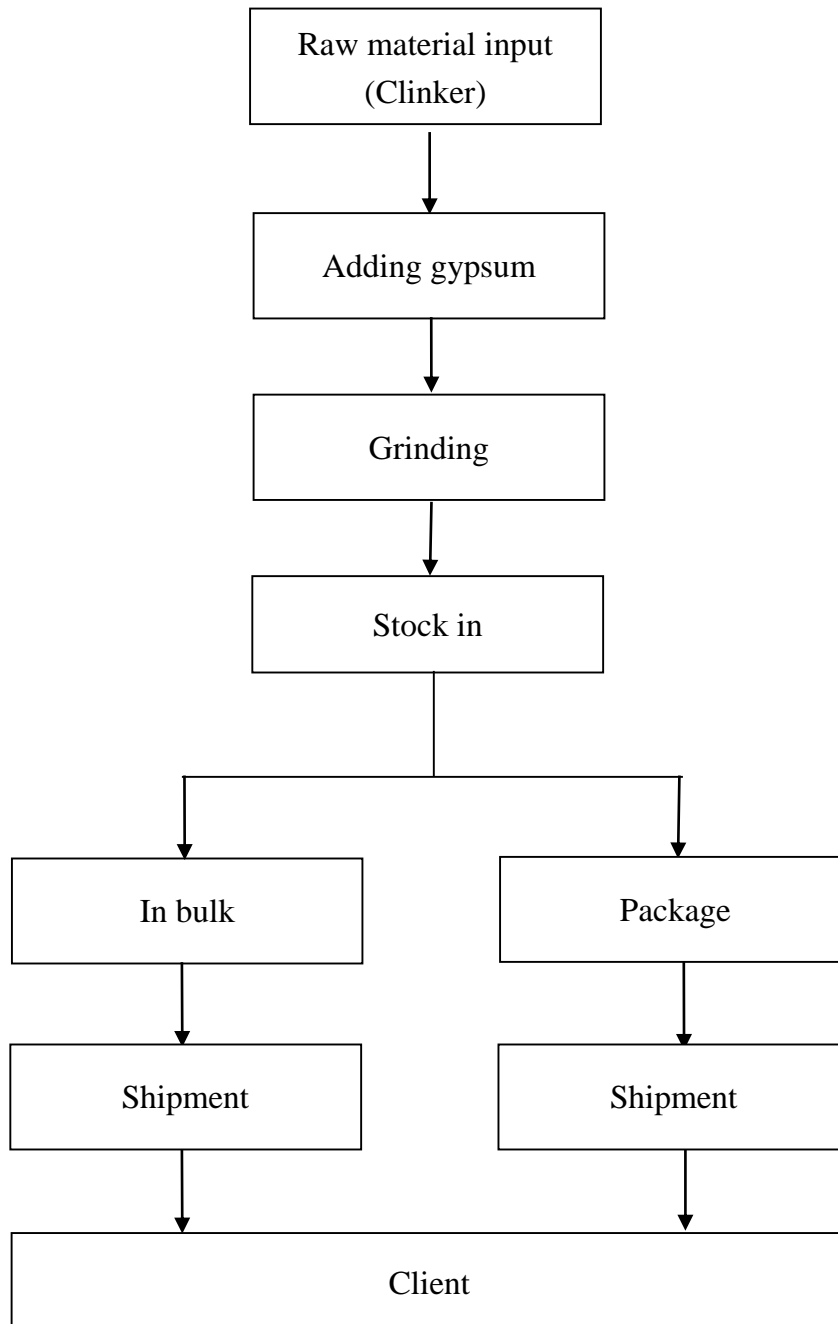 Raw material input
(Clinker)
Adding gypsum
Grinding
Stock in
In bulk
Package
Shipment
Shipment
Client